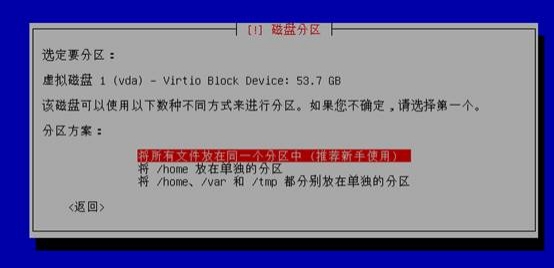 [!] 磁盘分区
选定要分区：
虚拟磁盘 1 (vda) - Virtio Block Device: 53.7 GB
该磁盘可以使用以下数种不同方式来进行分区。如果您不确定，请选择第一个。
分区方案：
将所有文件放在同一个分区中 (推荐新手使用)
将 /home 放在单独的分区
将 /home、/var 和 /tmp 都分别放在单独的分区
<返回>